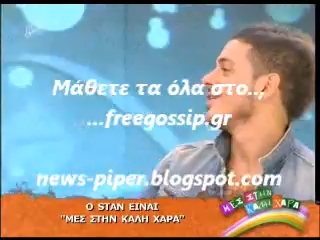 Μάθετε τα όλα στο..,
...freegossip.gr
news-piper.blogspot.com
Ο STAN ΕΙΝΑΙ
"ΜΕΣ ΣΤΗΝ ΚΑΛΗ ΧΑΡΑ"
ΜΕΣ ΣΤΗΝ
ΚΑΛΗ ΧΑΡΑ